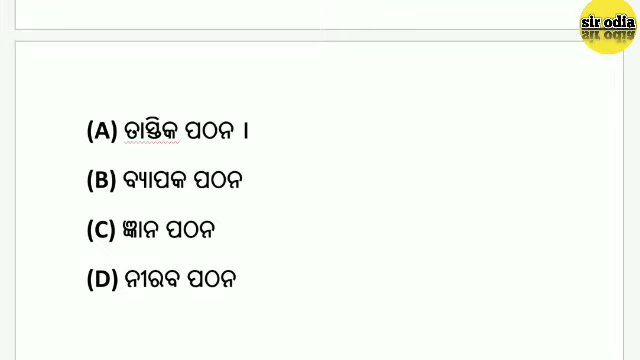 sir odia
(A) ତାସ୍ତିକ ପଠନ ।
(B) ବ୍ୟାପକ ପଠନ
(C) ଜ୍ଞାନ ପଠନ
(D) ନୀରବ ପଠନ